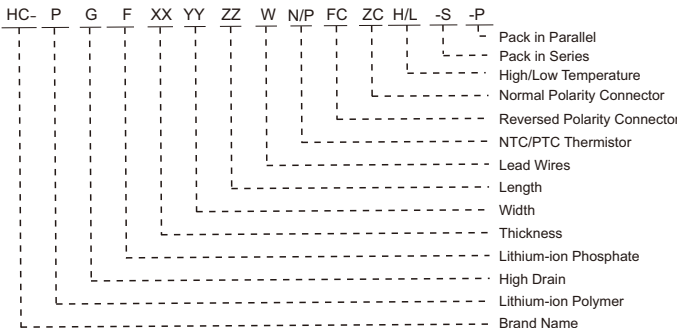 HC- P G F XX YY ZZ W N/P FC ZC H/L -S -P
Pack in Parallel
Pack in Series
High/Low Temperature
Normal Polarity Connector
Reversed Polarity Connector
NTC/PTC Thermistor
Lead Wires
Length
Width
Thickness
Lithium-ion Phosphate
High Drain
Lithium-ion Polymer
Brand Name